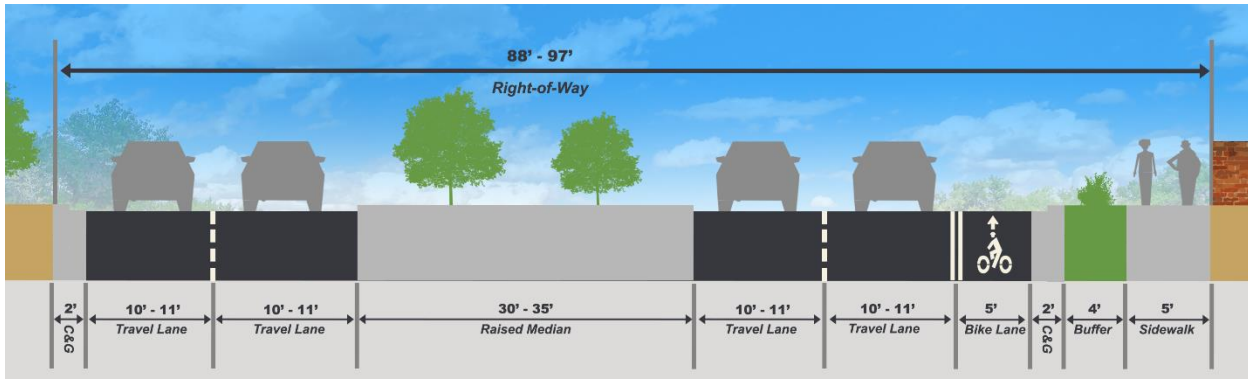 88' - 97'
Right-of-Way
2'
C&G
10' - 11'
Travel Lane
10' - 11'
Travel Lane
30' - 35'
Raised Median
10' - 11'
Travel Lane
10' - 11'
Travel Lane
5'
Bike Lane
2'
C&G
4'
Buffer
5'
Sidewalk